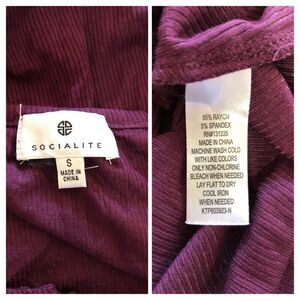 SOCIALITE
S
MADE IN
CHINA
95% RAYON
5% SPANDEX
RN#131335
MADE IN CHINA
MACHINE WASH COLD
WITH LIKE COLORS
ONLY NON-CHLORINE
BLEACH WHEN NEEDED
LAY FLAT TO DRY
COOL IRON
WHEN NEEDED
KTP603923-N